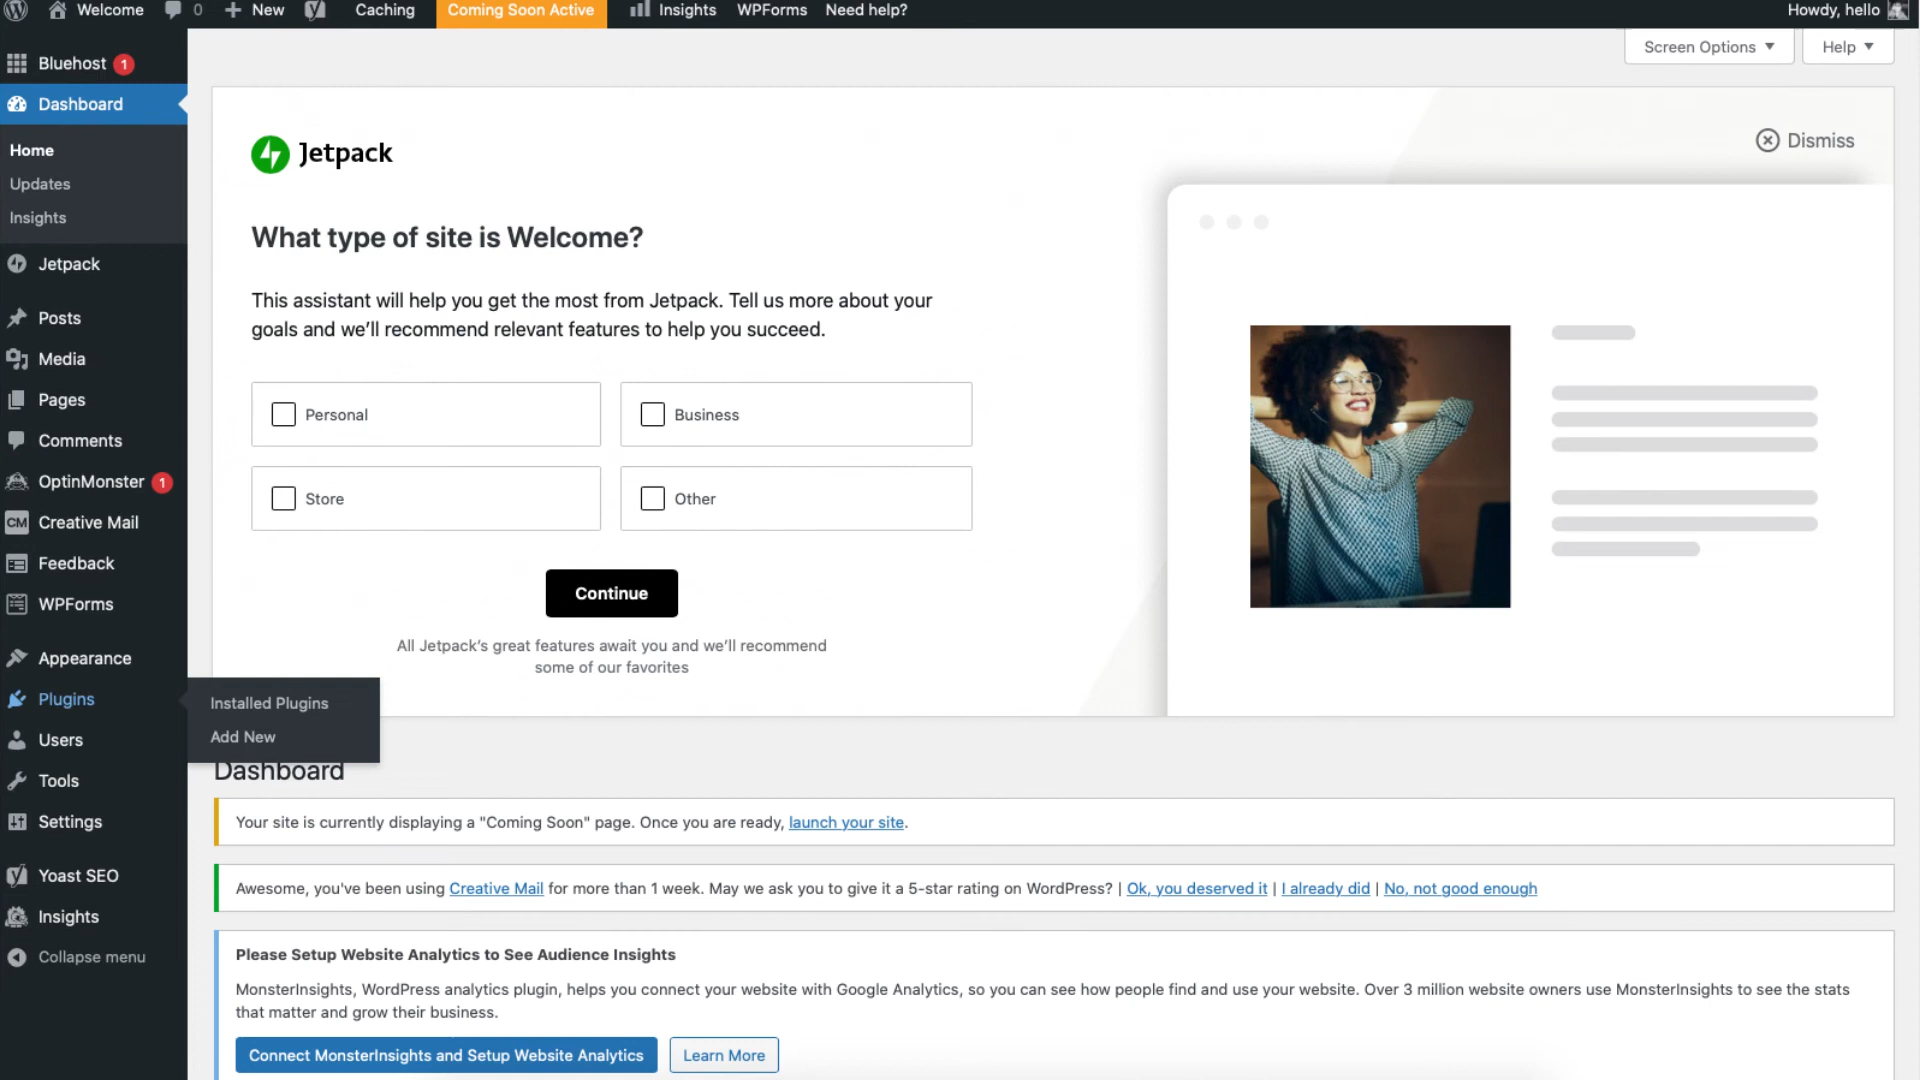 Welcome
0
New
Caching
Coming Soon Active
Insights
WPForms
Need help?
Howdy, hello
Screen Options
Help
Bluehost 1
Dashboard
Home
Updates
Insights
Jetpack
Posts
Media
Pages
Comments
OptinMonster 1
CM Creative Mail
Feedback
WPForms
Appearance
Plugins
Users
Tools
Settings
Yoast SEO
Insights
Collapse menu
Installed Plugins
Add New
Jetpack
Dismiss
What type of site is Welcome?
This assistant will help you get the most from Jetpack. Tell us more about your
goals and we’ll recommend relevant features to help you succeed.
Personal
Business
Store
Other
Continue
All Jetpack’s great features await you and we’ll recommend
some of our favorites
Dashboard
Your site is currently displaying a "Coming Soon" page. Once you are ready, launch your site.
Awesome, you've been using Creative Mail for more than 1 week. May we ask you to give it a 5-star rating on WordPress? | Ok, you deserved it | I already did | No, not good enough
Please Setup Website Analytics to See Audience Insights
MonsterInsights, WordPress analytics plugin, helps you connect your website with Google Analytics, so you can see how people find and use your website. Over 3 million website owners use MonsterInsights to see the stats
that matter and grow their business.
Connect MonsterInsights and Setup Website Analytics
Learn More